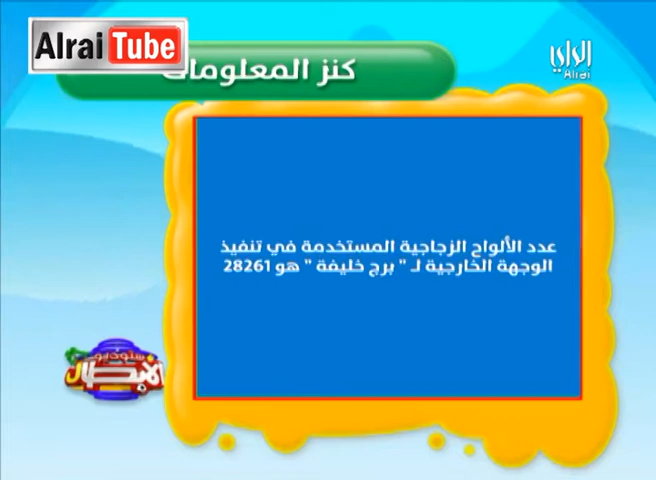 Alrai Tube
الراي
Alrai
كنز المعلومات
عدد الألواح الزجاجية المستخدمة في تنفيذ
الوجهة الخارجية لـ " برج خليفة " هو 28261
ستوديو
الابطال